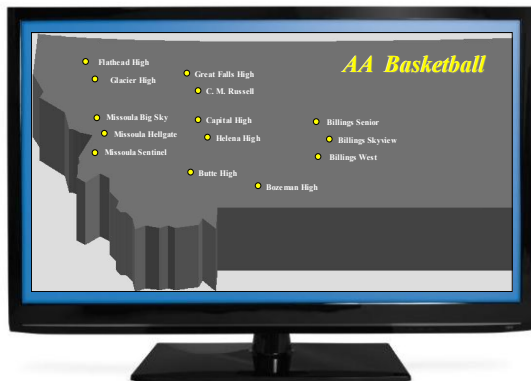 AA Basketball
Flathead High
Glacier High
Great Falls High
C. M. Russell
Missoula Big Sky
Missoula Hellgate
Missoula Sentinel
Capital High
Helena High
Billings Senior
Billings Skyview
Billings West
Butte High
Bozeman High